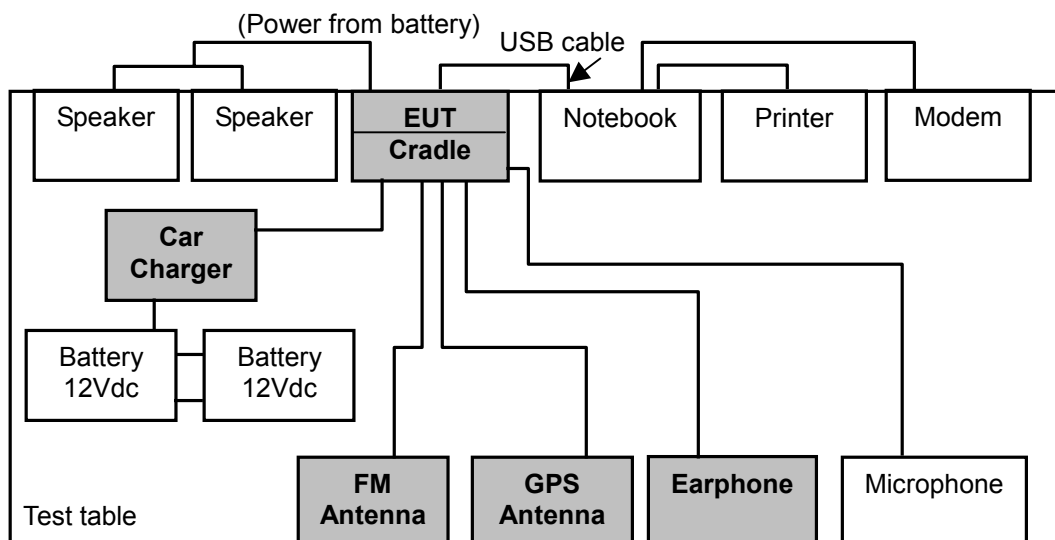 (Power from battery)
USB cable
Speaker
Speaker
EUT
Cradle
Notebook
Printer
Modem
Car
Charger
Battery
12Vdc
Battery
12Vdc
FM
Antenna
GPS
Antenna
Earphone
Microphone
Test table